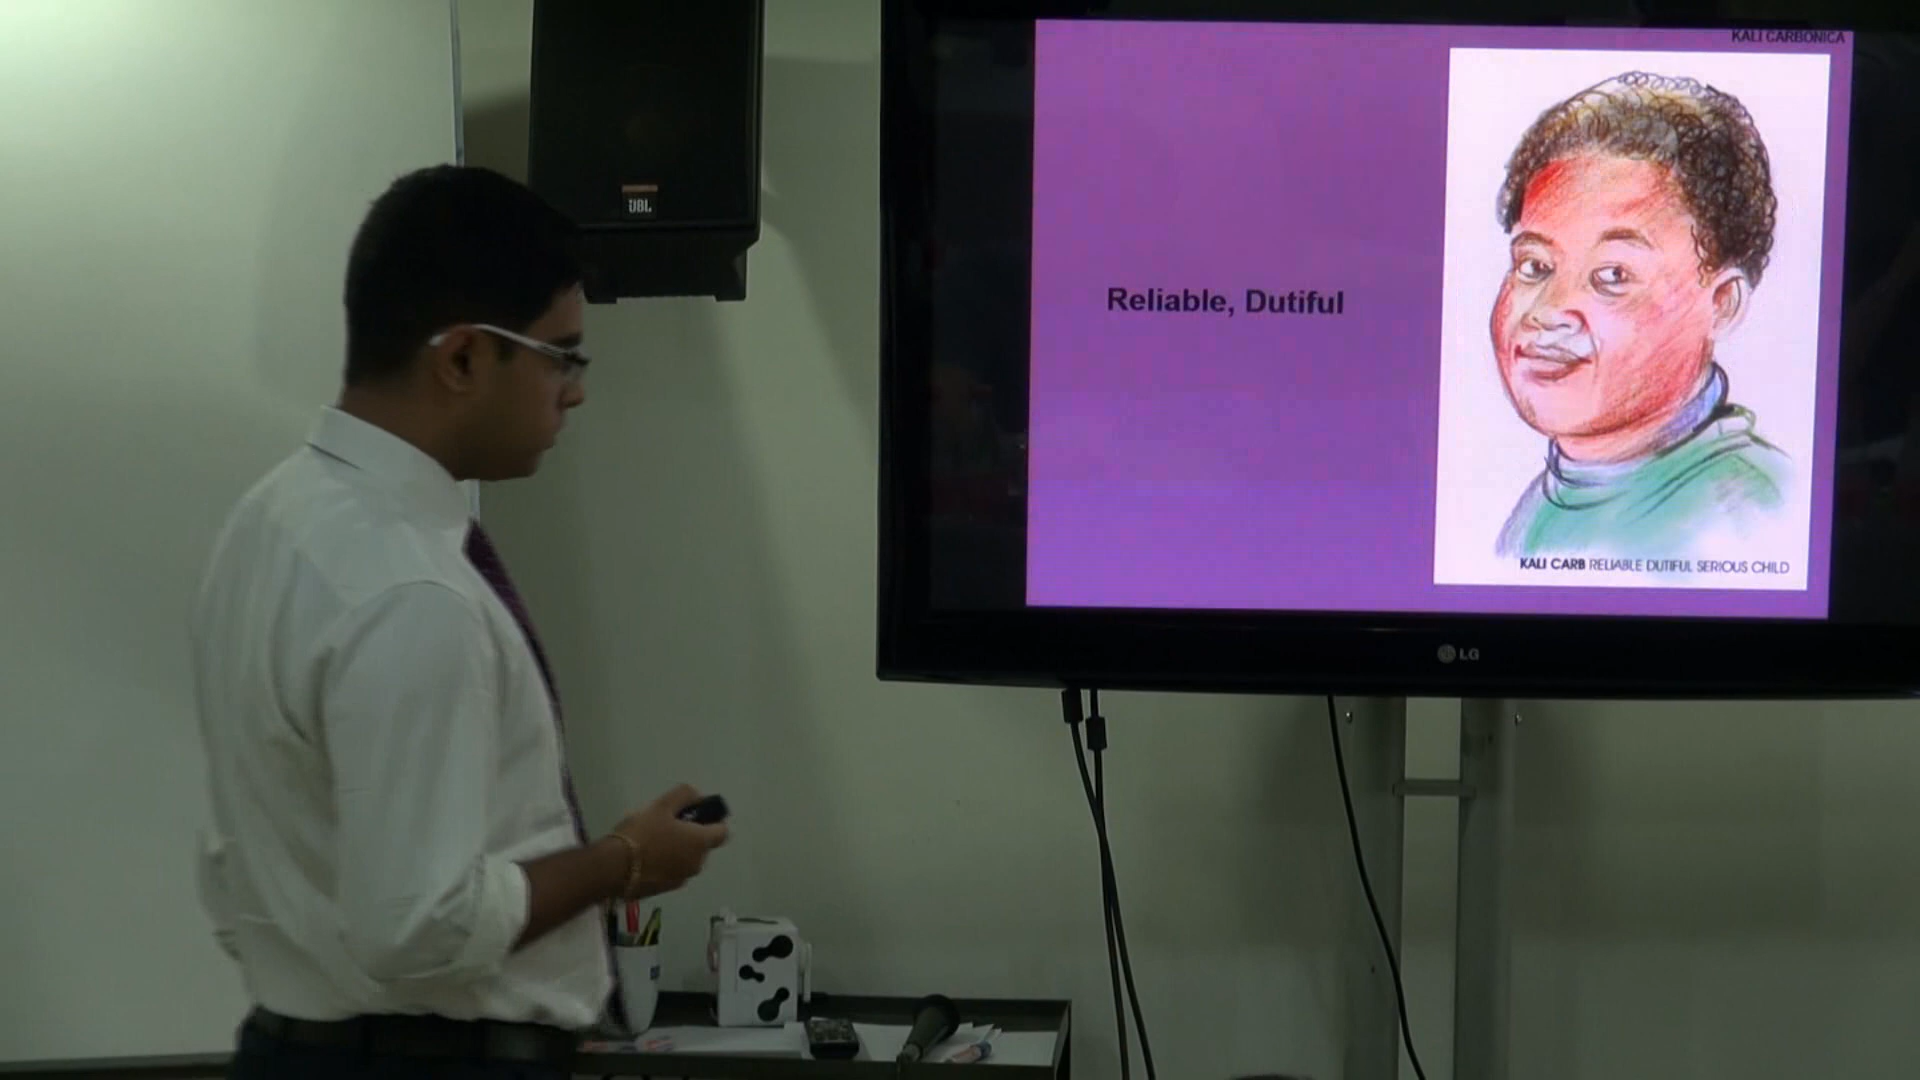 JBL
KALI CARBONICA
Reliable, Dutiful
KALI CARB RELIABLE DUTIFUL SERIOUS CHILD
LG